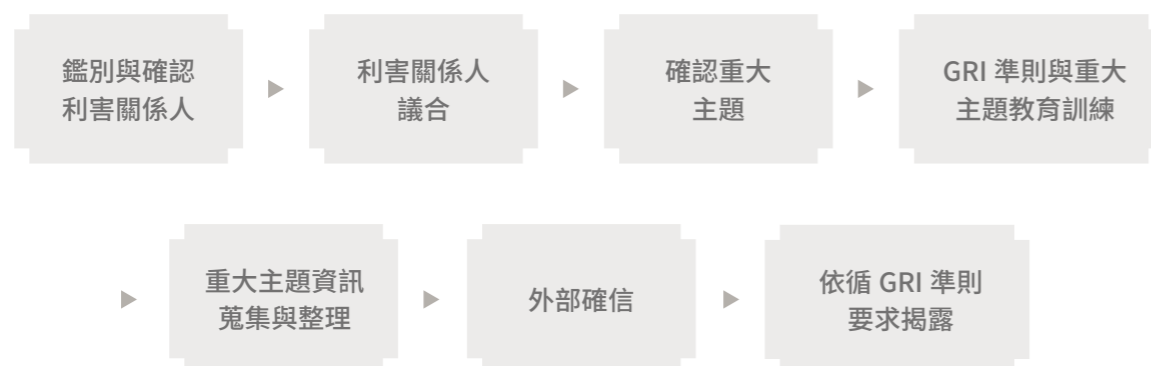 鑑別與確認
利害關係人
利害關係人
議合
確認重大
主題
GRI 準則與重大
主題教育訓練
重大主題資訊
蒐集與整理
外部確信
依循 GRI 準則
要求揭露